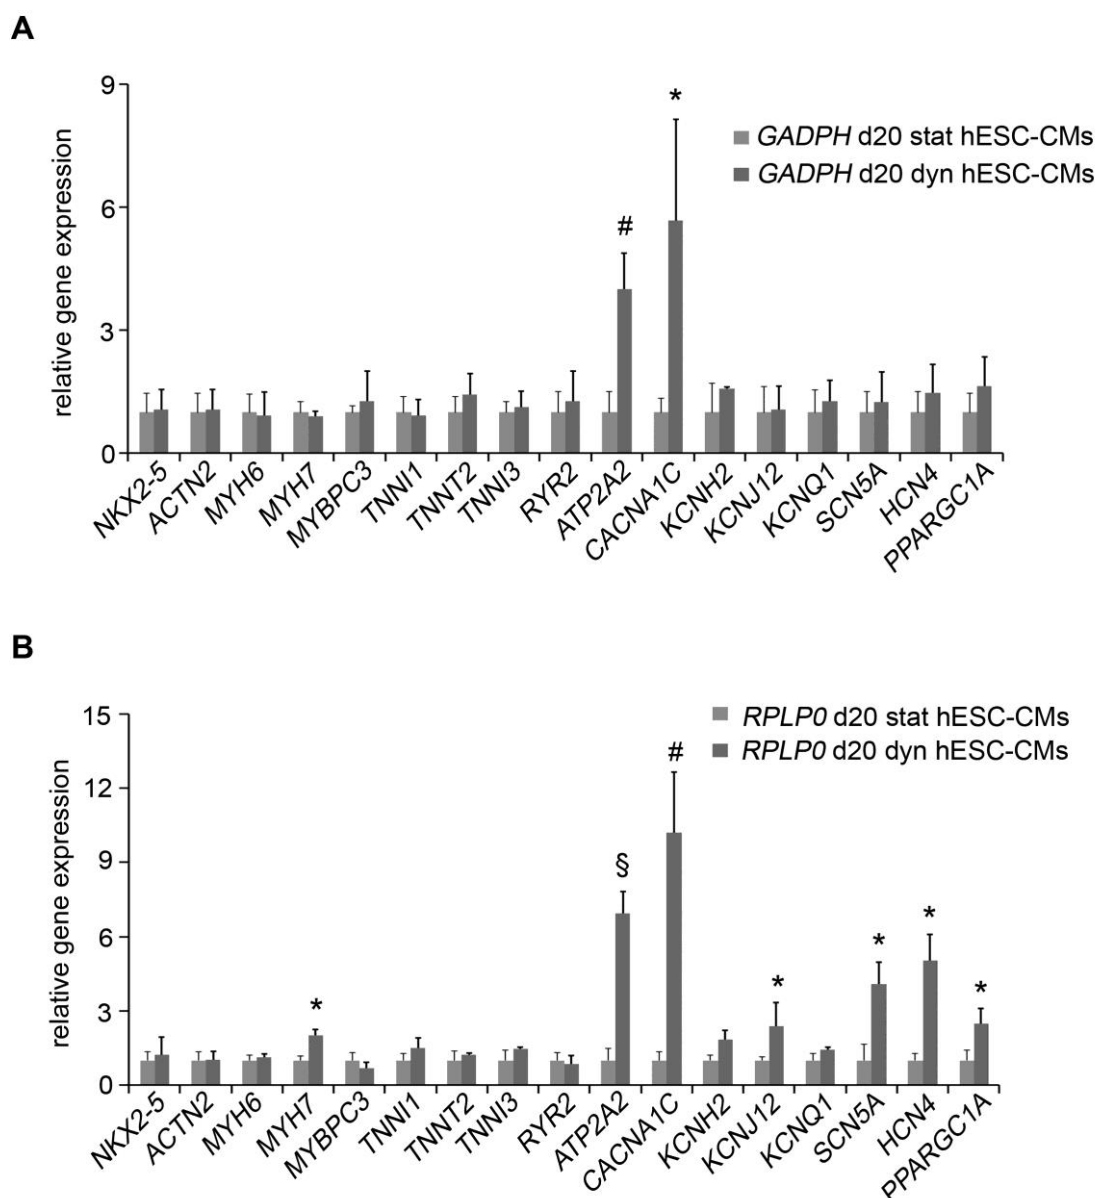 A
9
6
3
0
relative gene expression
*
#
GADPH d20 stat hESC-CMs
GADPH d20 dyn hESC-CMs
NKX2-5
ACTN2
MYH6
MYH7
MYBPC3
TNNI1
TNNT2
TNNI3
RYR2
ATP2A2
CACNA1C
KCNH2
KCNJ12
KCNQ1
SCN5A
HCN4
PPARGC1A
B
15
12
9
6
3
0
relative gene expression
RPLP0 d20 stat hESC-CMs
RPLP0 d20 dyn hESC-CMs
*
§
#
*
*
*
*
NKX2-5
ACTN2
MYH6
MYH7
MYBPC3
TNNI1
TNNT2
TNNI3
RYR2
ATP2A2
CACNA1C
KCNH2
KCNJ12
KCNQ1
SCN5A
HCN4
PPARGC1A